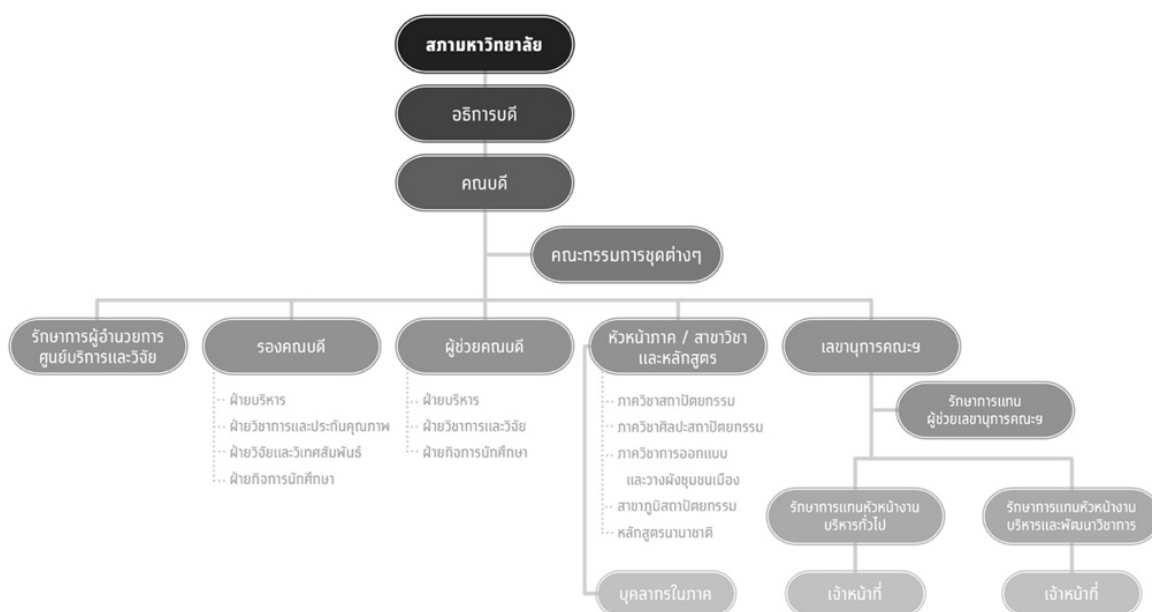 สภามหาวิทยาลัย
อธิการบดี
คณบดี
คณะกรรมการชุดต่างๆ
รักษาการผู้อำนวยการ
ศูนย์บริการและวิจัย
รองคณบดี
ฝ่ายบริหาร
ฝ่ายวิชาการและประกันคุณภาพ
ฝ่ายวิจัยและวิเทศสัมพันธ์
ฝ่ายกิจการนักศึกษา
ผู้ช่วยคณบดี
ฝ่ายบริหาร
ฝ่ายวิชาการและวิจัย
ฝ่ายกิจการนักศึกษา
หัวหน้าภาค / สาขาวิชา
และหลักสูตร
ภาควิชาสถาปัตยกรรม
ภาควิชาศิลปะสถาปัตยกรรม
ภาควิชาการออกแบบ
และวางผังชุมชนเมือง
สาขาภูมิสถาปัตยกรรม
หลักสูตรนานาชาติ
บุคลากรในภาค
เลขานุการคณะฯ
รักษาการแทน
ผู้ช่วยเลขานุการคณะฯ
รักษาการแทนหัวหน้างาน
บริหารทั่วไป
เจ้าหน้าที่
รักษาการแทนหัวหน้างาน
บริหารและพัฒนาวิชาการ
เจ้าหน้าที่